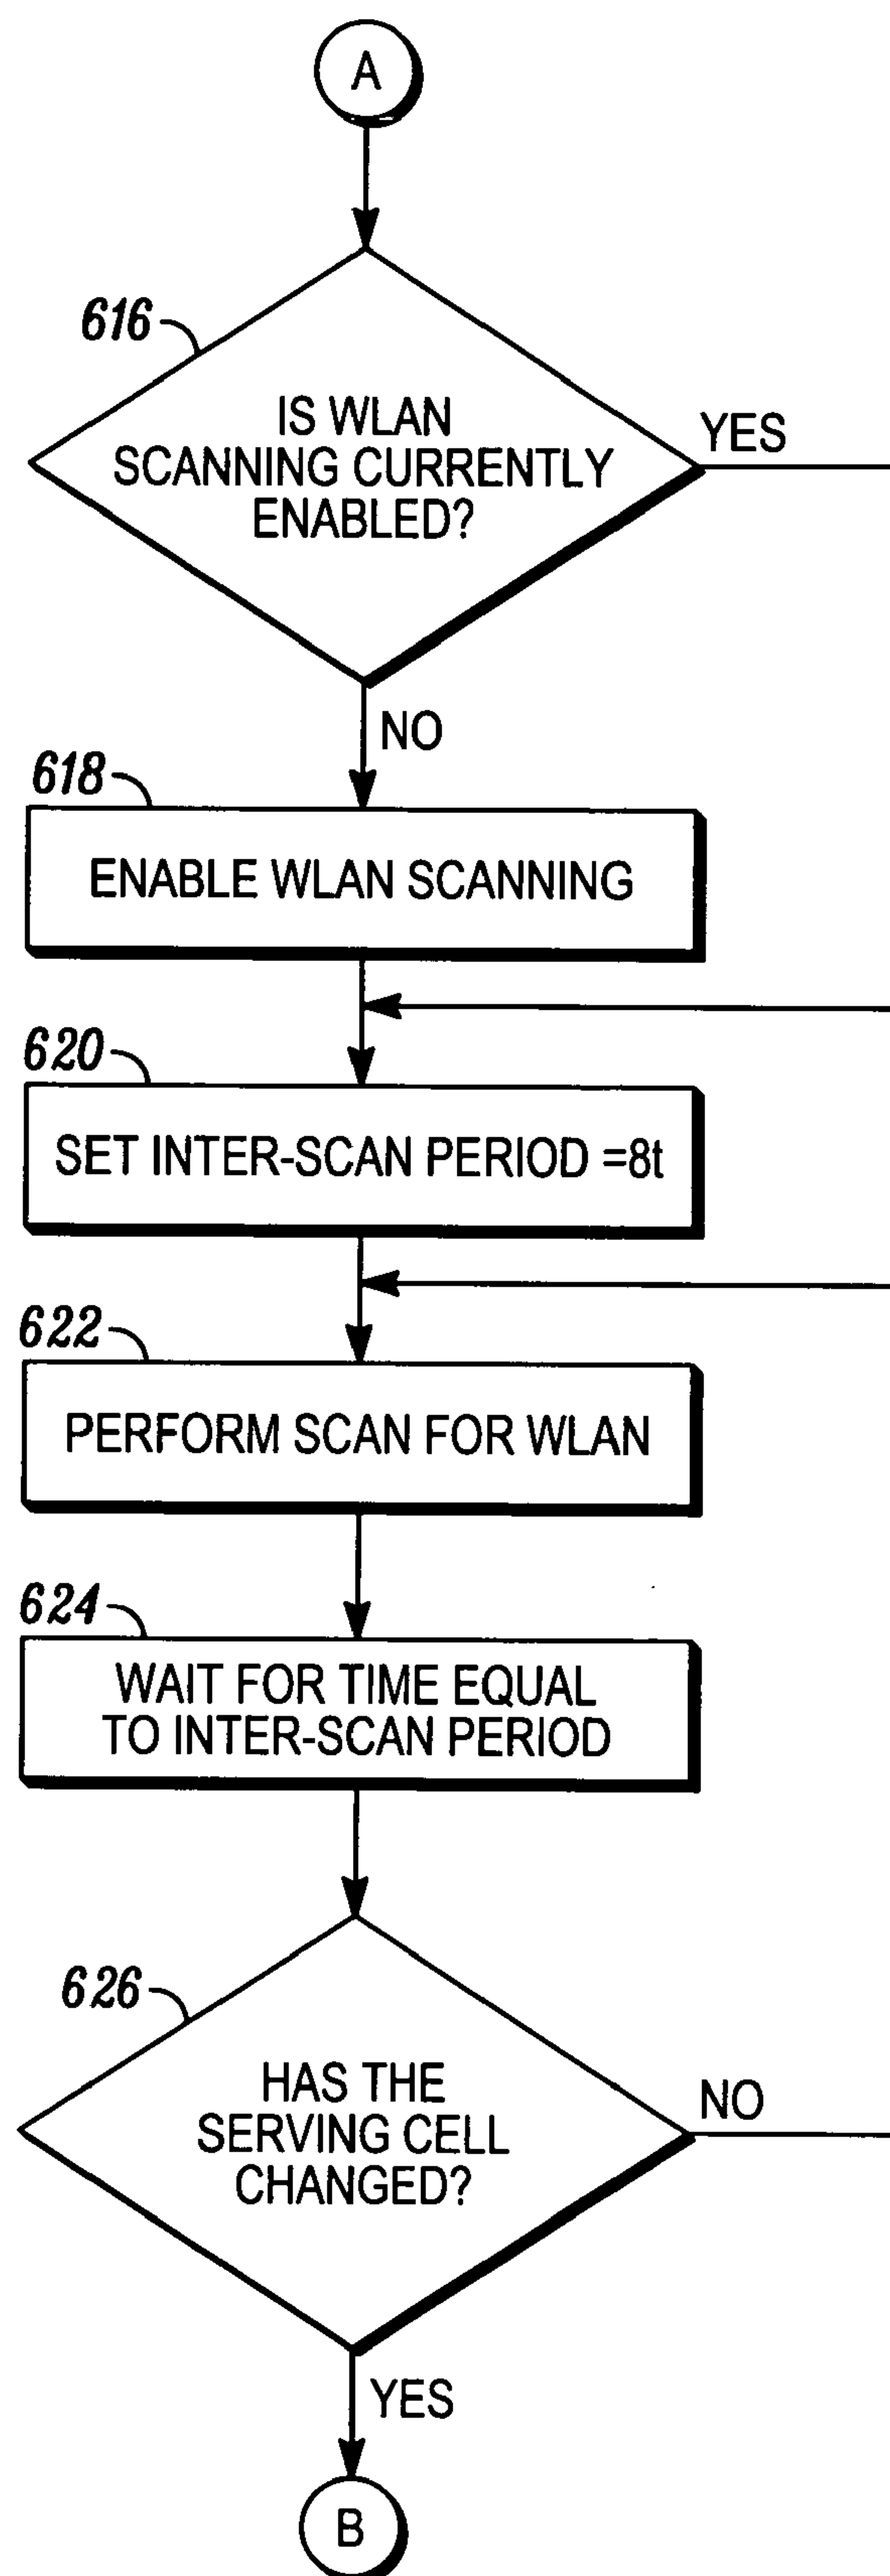 A
616
IS WLAN
SCANNING CURRENTLY
ENABLED?
YES
NO
618
ENABLE WLAN SCANNING
620
SET INTER-SCAN PERIOD =8t
622
PERFORM SCAN FOR WLAN
624
WAIT FOR TIME EQUAL
TO INTER-SCAN PERIOD
626
HAS THE
SERVING CELL
CHANGED?
NO
YES
B